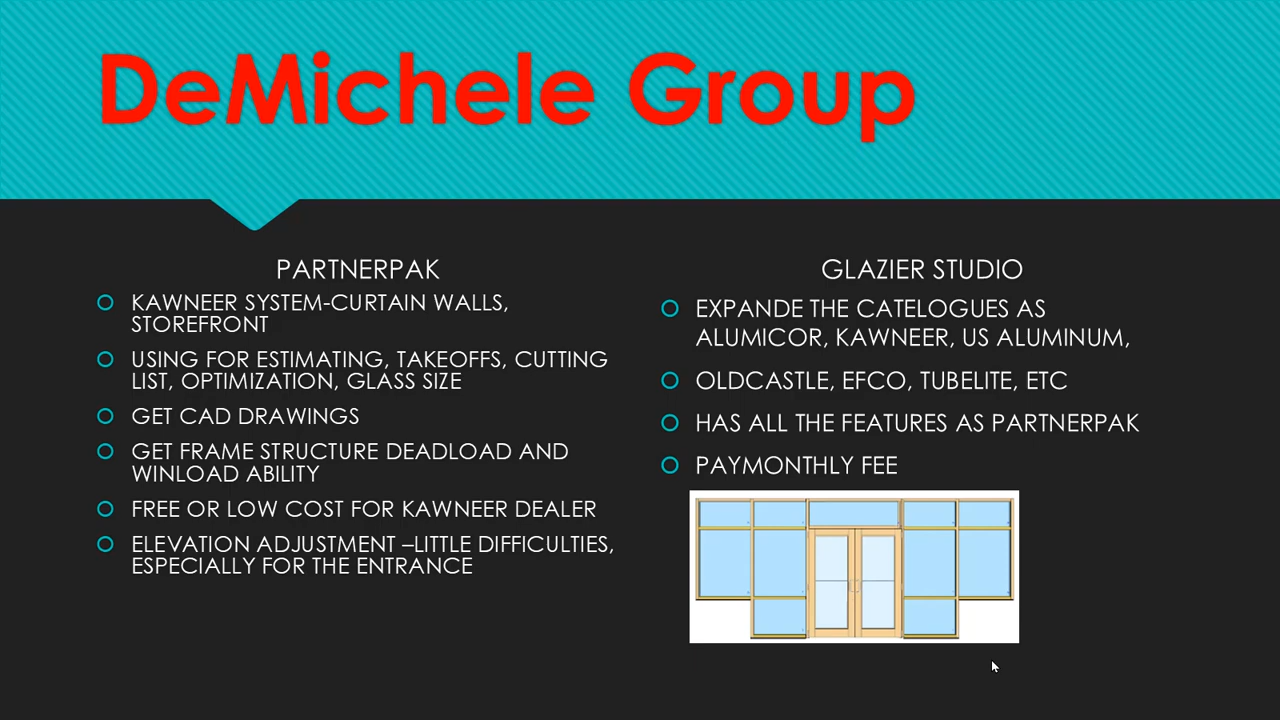 DeMichele Group
PARTNERPAK
KAWNEER SYSTEM-CURTAIN WALLS,
STOREFRONT
USING FOR ESTIMATING, TAKEOFFS, CUTTING
LIST, OPTIMIZATION, GLASS SIZE
GET CAD DRAWINGS
GET FRAME STRUCTURE DEADLOAD AND
WINLOAD ABILITY
FREE OR LOW COST FOR KAWNEER DEALER
ELEVATION ADJUSTMENT –LITTLE DIFFICULTIES,
ESPECIALLY FOR THE ENTRANCE
GLAZIER STUDIO
EXPANDE THE CATELOGUES AS
ALUMICOR, KAWNEER, US ALUMINUM,
OLDCASTLE, EFCO, TUBELITE, ETC
HAS ALL THE FEATURES AS PARTNERPAK
PAYMONTHLY FEE